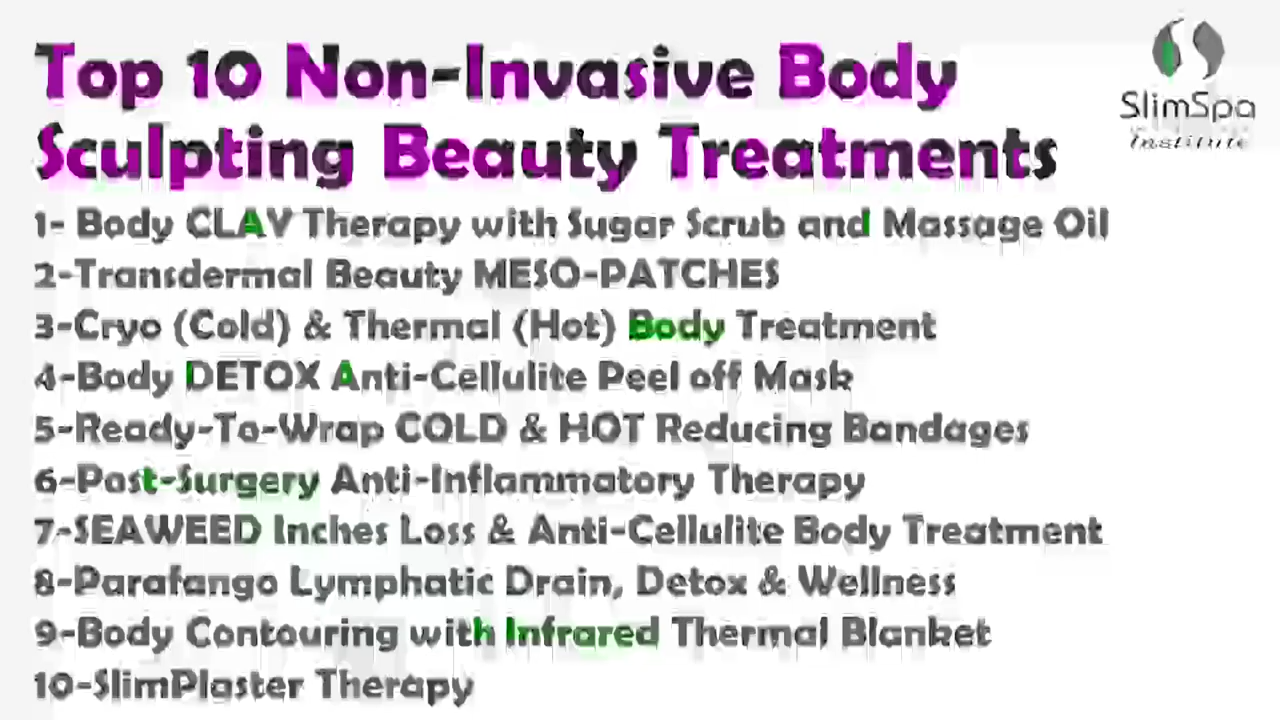 Top 10 Non-Invasive Body
Sculpting Beauty Treatments
SlimSpa
Institute
1- Body CLAY Therapy with Sugar Scrub and Massage Oil
2-Transdermal Beauty MESO-PATCHES
3-Cryo (Cold) & Thermal (Hot) Body Treatment
4-Body DETOX Anti-Cellulite Peel off Mask
5-Ready-To-Wrap COLD & HOT Reducing Bandages
6-Post-Surgery Anti-Inflammatory Therapy
7-SEAWEED Inches Loss & Anti-Cellulite Body Treatment
8-Parafango Lymphatic Drain, Detox & Wellness
9-Body Contouring with Infrared Thermal Blanket
10-SlimPlaster Therapy